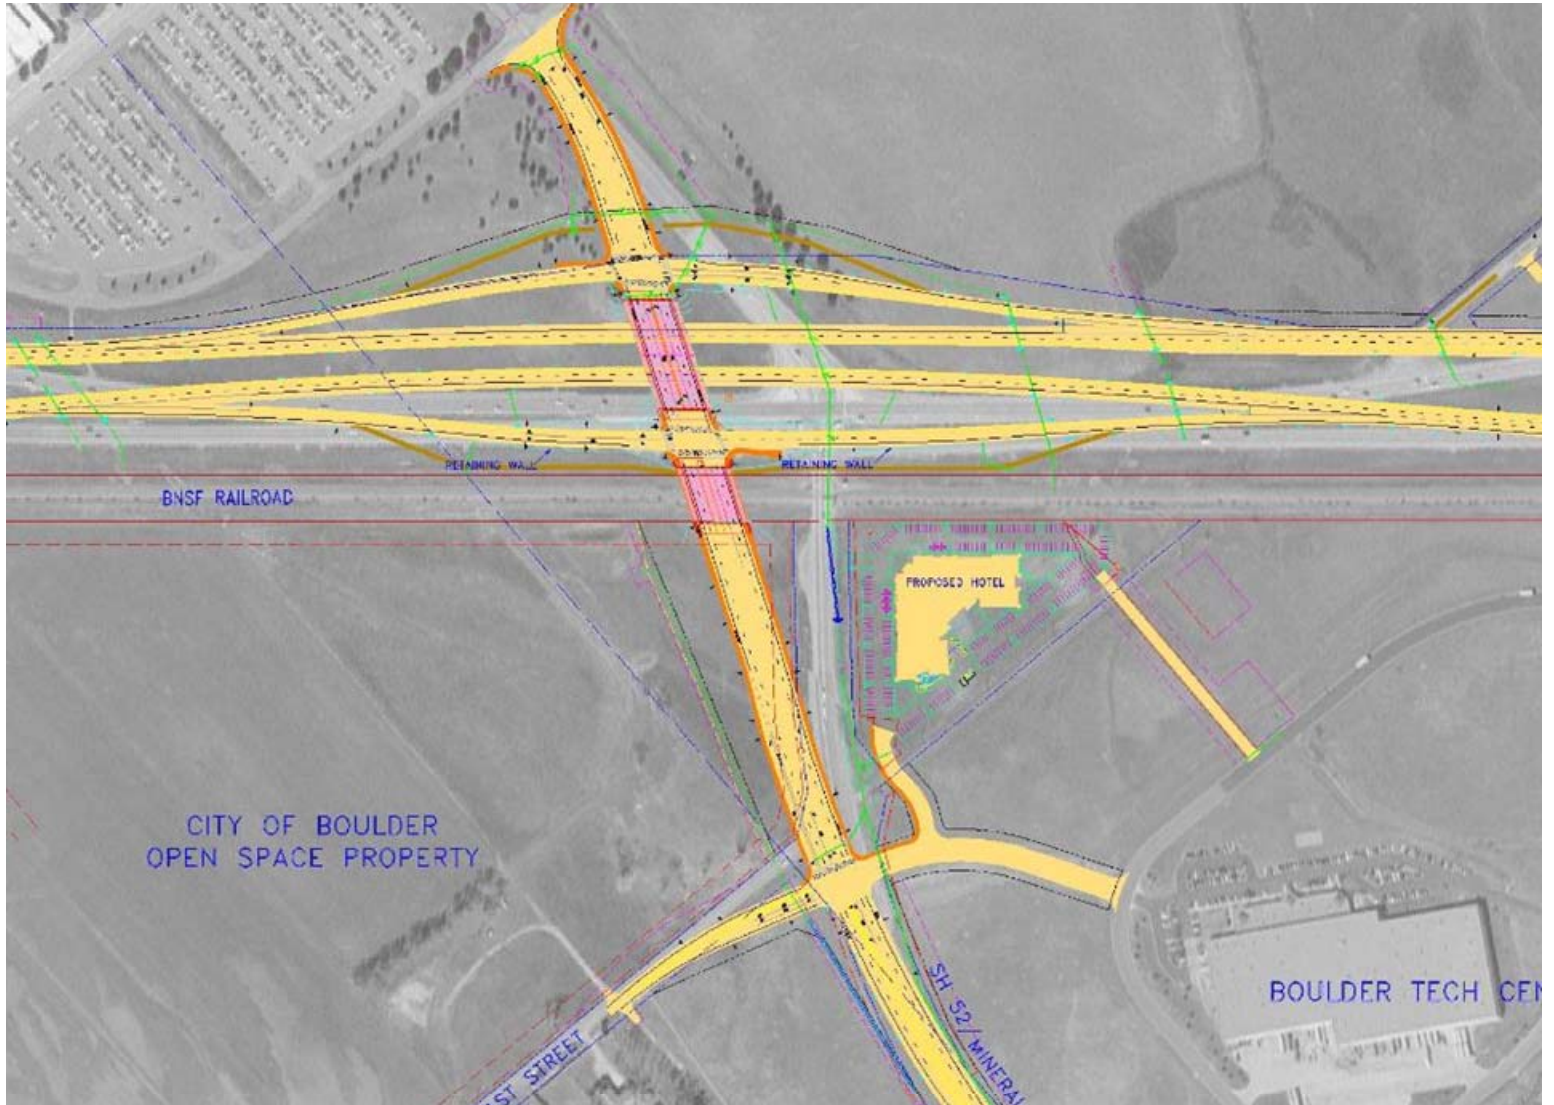 RETAINING WALL
RETAINING WALL
BNSF RAILROAD
PROPOSED HOTEL
CITY OF BOULDER
OPEN SPACE PROPERTY
SH 52/MINERAL
BOULDER TECH CEN
ST STREET